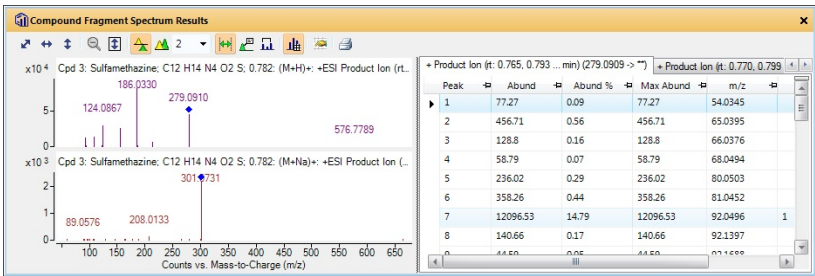 Compound Fragment Spectrum Results
2
x10 4 Cpd 3: Sulfamethazine; C12 H14 N4 O2 S; 0.782: (M+H)+: +ESI Product Ion (rt...
186.0330
279.0910
124.0867
5-
576.7789
0-
x10 3 Cpd 3: Sulfamethazine; C12 H14 N4 O2 S; 0.782: (M+Na)+: +ESI Product Ion (...
301.0731
2-
1-
89.0576
208.0133
0-
100 150 200 250 300 350 400 450 500 550 600 650
Counts vs. Mass-to-Charge (m/z)
+ Product Ion (rt: 0.765, 0.793 ... min) (279.0909 -> **) + Product Ion (rt: 0.770, 0.799
Peak Abund Abund % Max Abund m/z
1 77.27 0.09 77.27 54.0345
2 456.71 0.56 456.71 65.0395
3 128.8 0.16 128.8 66.0376
4 58.79 0.07 58.79 68.0494
5 236.02 0.29 236.02 80.0503
6 358.26 0.44 358.26 81.0452
7 12096.53 14.79 12096.53 92.0496 1
8 140.66 0.17 140.66 92.1397